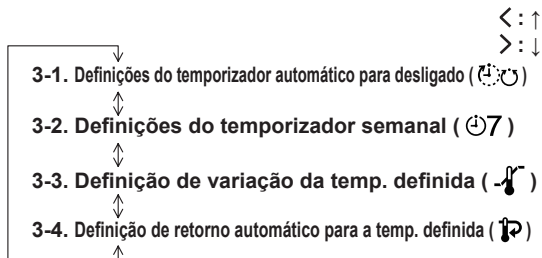 < : ↑
> : ↓
3-1. Definições do temporizador automático para desligado ( )
3-2. Definições do temporizador semanal ( 7 )
3-3. Definição de variação da temp. definida ( )
3-4. Definição de retorno automático para a temp. definida ( )